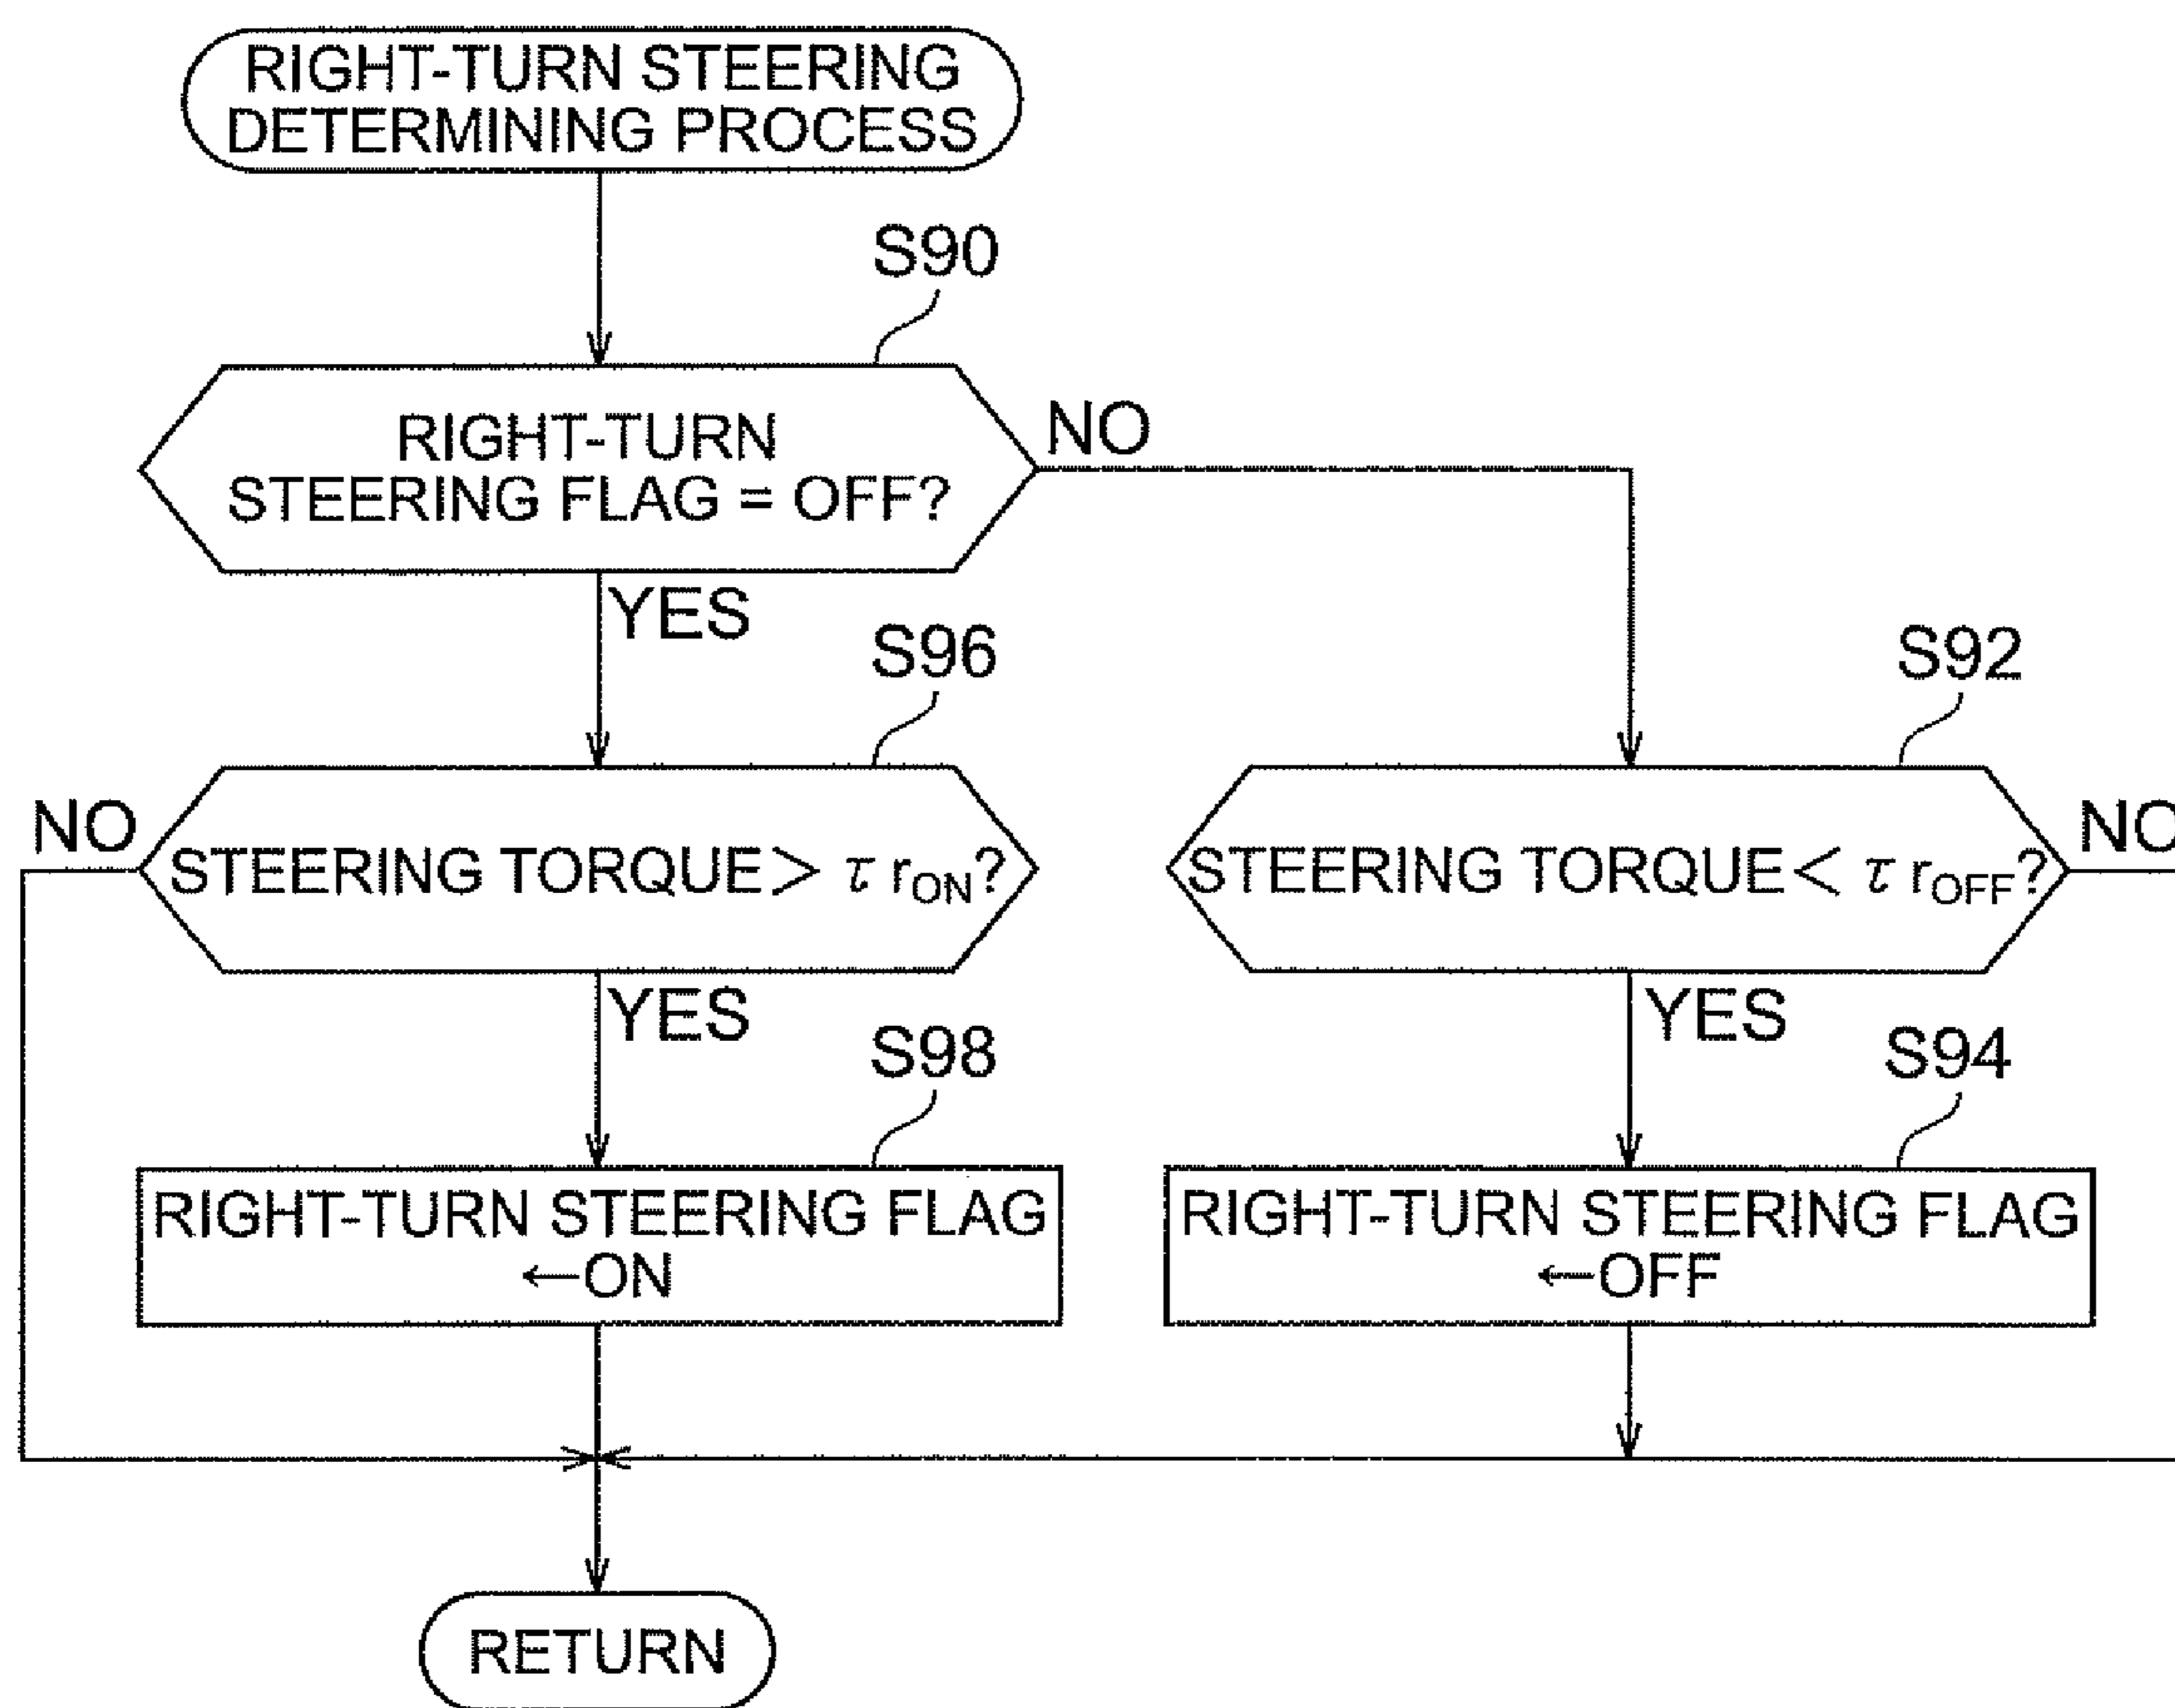 RIGHT-TURN STEERING
DETERMINING PROCESS
S90
RIGHT-TURN
STEERING FLAG = OFF?
NO
YES
S96
S92
NO
STEERING TORQUE > τ rON?
STEERING TORQUE < τ rOFF?
NO
YES
YES
S98
S94
RIGHT-TURN STEERING FLAG
←ON
RIGHT-TURN STEERING FLAG
←OFF
RETURN